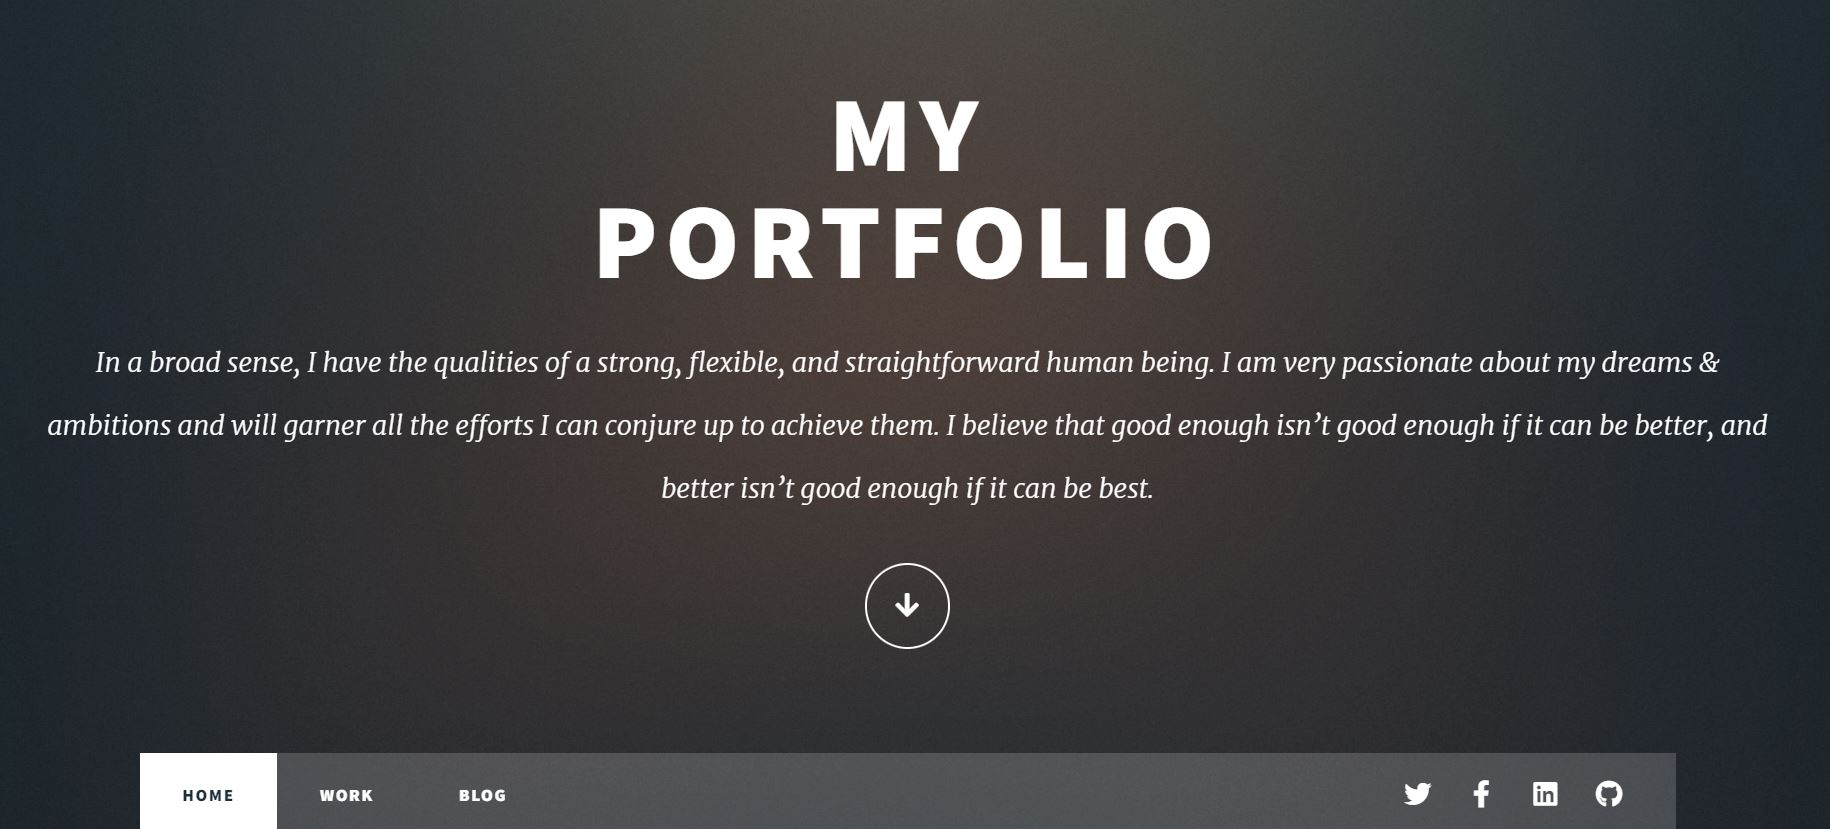 MY
PORTFOLIO
In a broad sense, I have the qualities of a strong, flexible, and straightforward human being. I am very passionate about my dreams &
ambitions and will garner all the efforts I can conjure up to achieve them. I believe that good enough isn’t good enough if it can be better, and
better isn’t good enough if it can be best.
HOME WORK BLOG